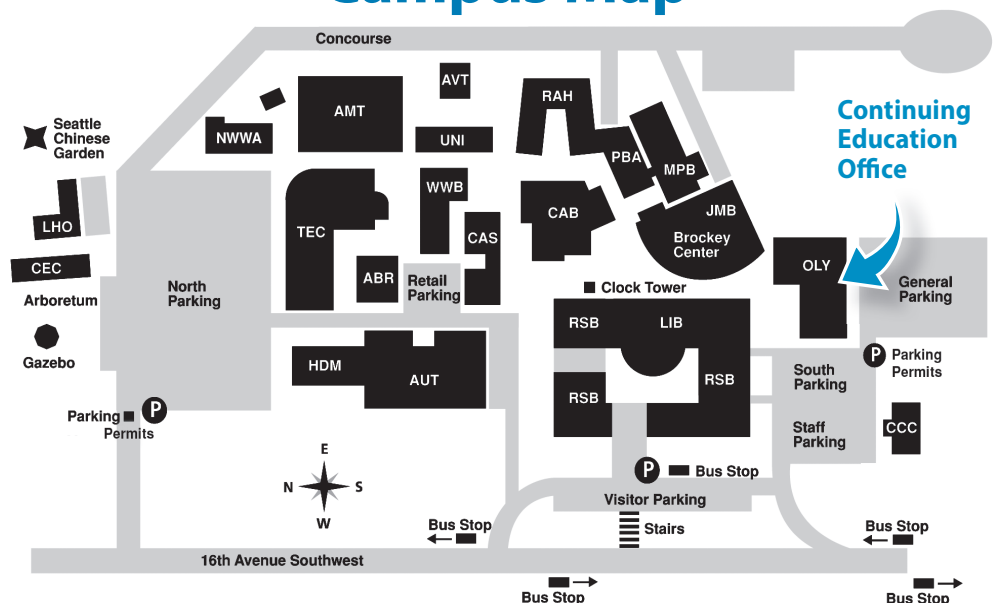 Campus Map
Concourse
AVT
AMT
RAH
Continuing
Education
Office
Seattle
Chinese
Garden
NWWA
UNI
PBA
MPB
WWB
LHO
TEC
CAS
CAB
JMB
Brockey
Center
CEC
ABR
Retail
Parking
OLY
North
Parking
General
Parking
Arboretum
Clock Tower
RSB
LIB
Gazebo
HDM
AUT
P
Parking
Permits
South
Parking
RSB
RSB
Parking
P
Permits
Staff
Parking
CCC
E
N
S
W
P
Bus Stop
Visitor Parking
Bus Stop
Stairs
Bus Stop
16th Avenue Southwest
Bus Stop
Bus Stop